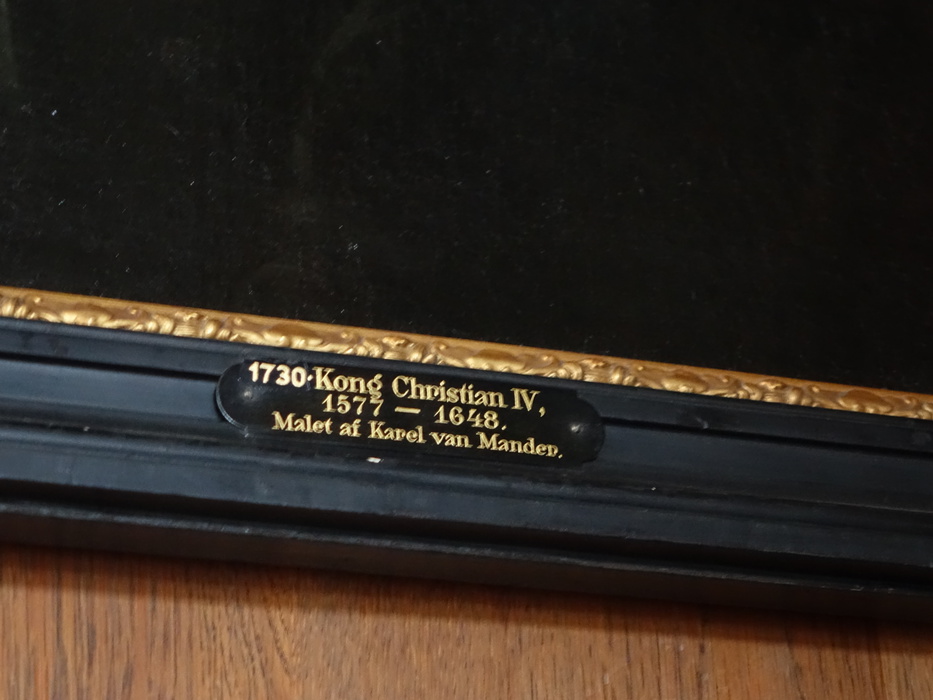 1730·Kong Christian IV,
1577 — 1648.
Malet af Karel van Mander.